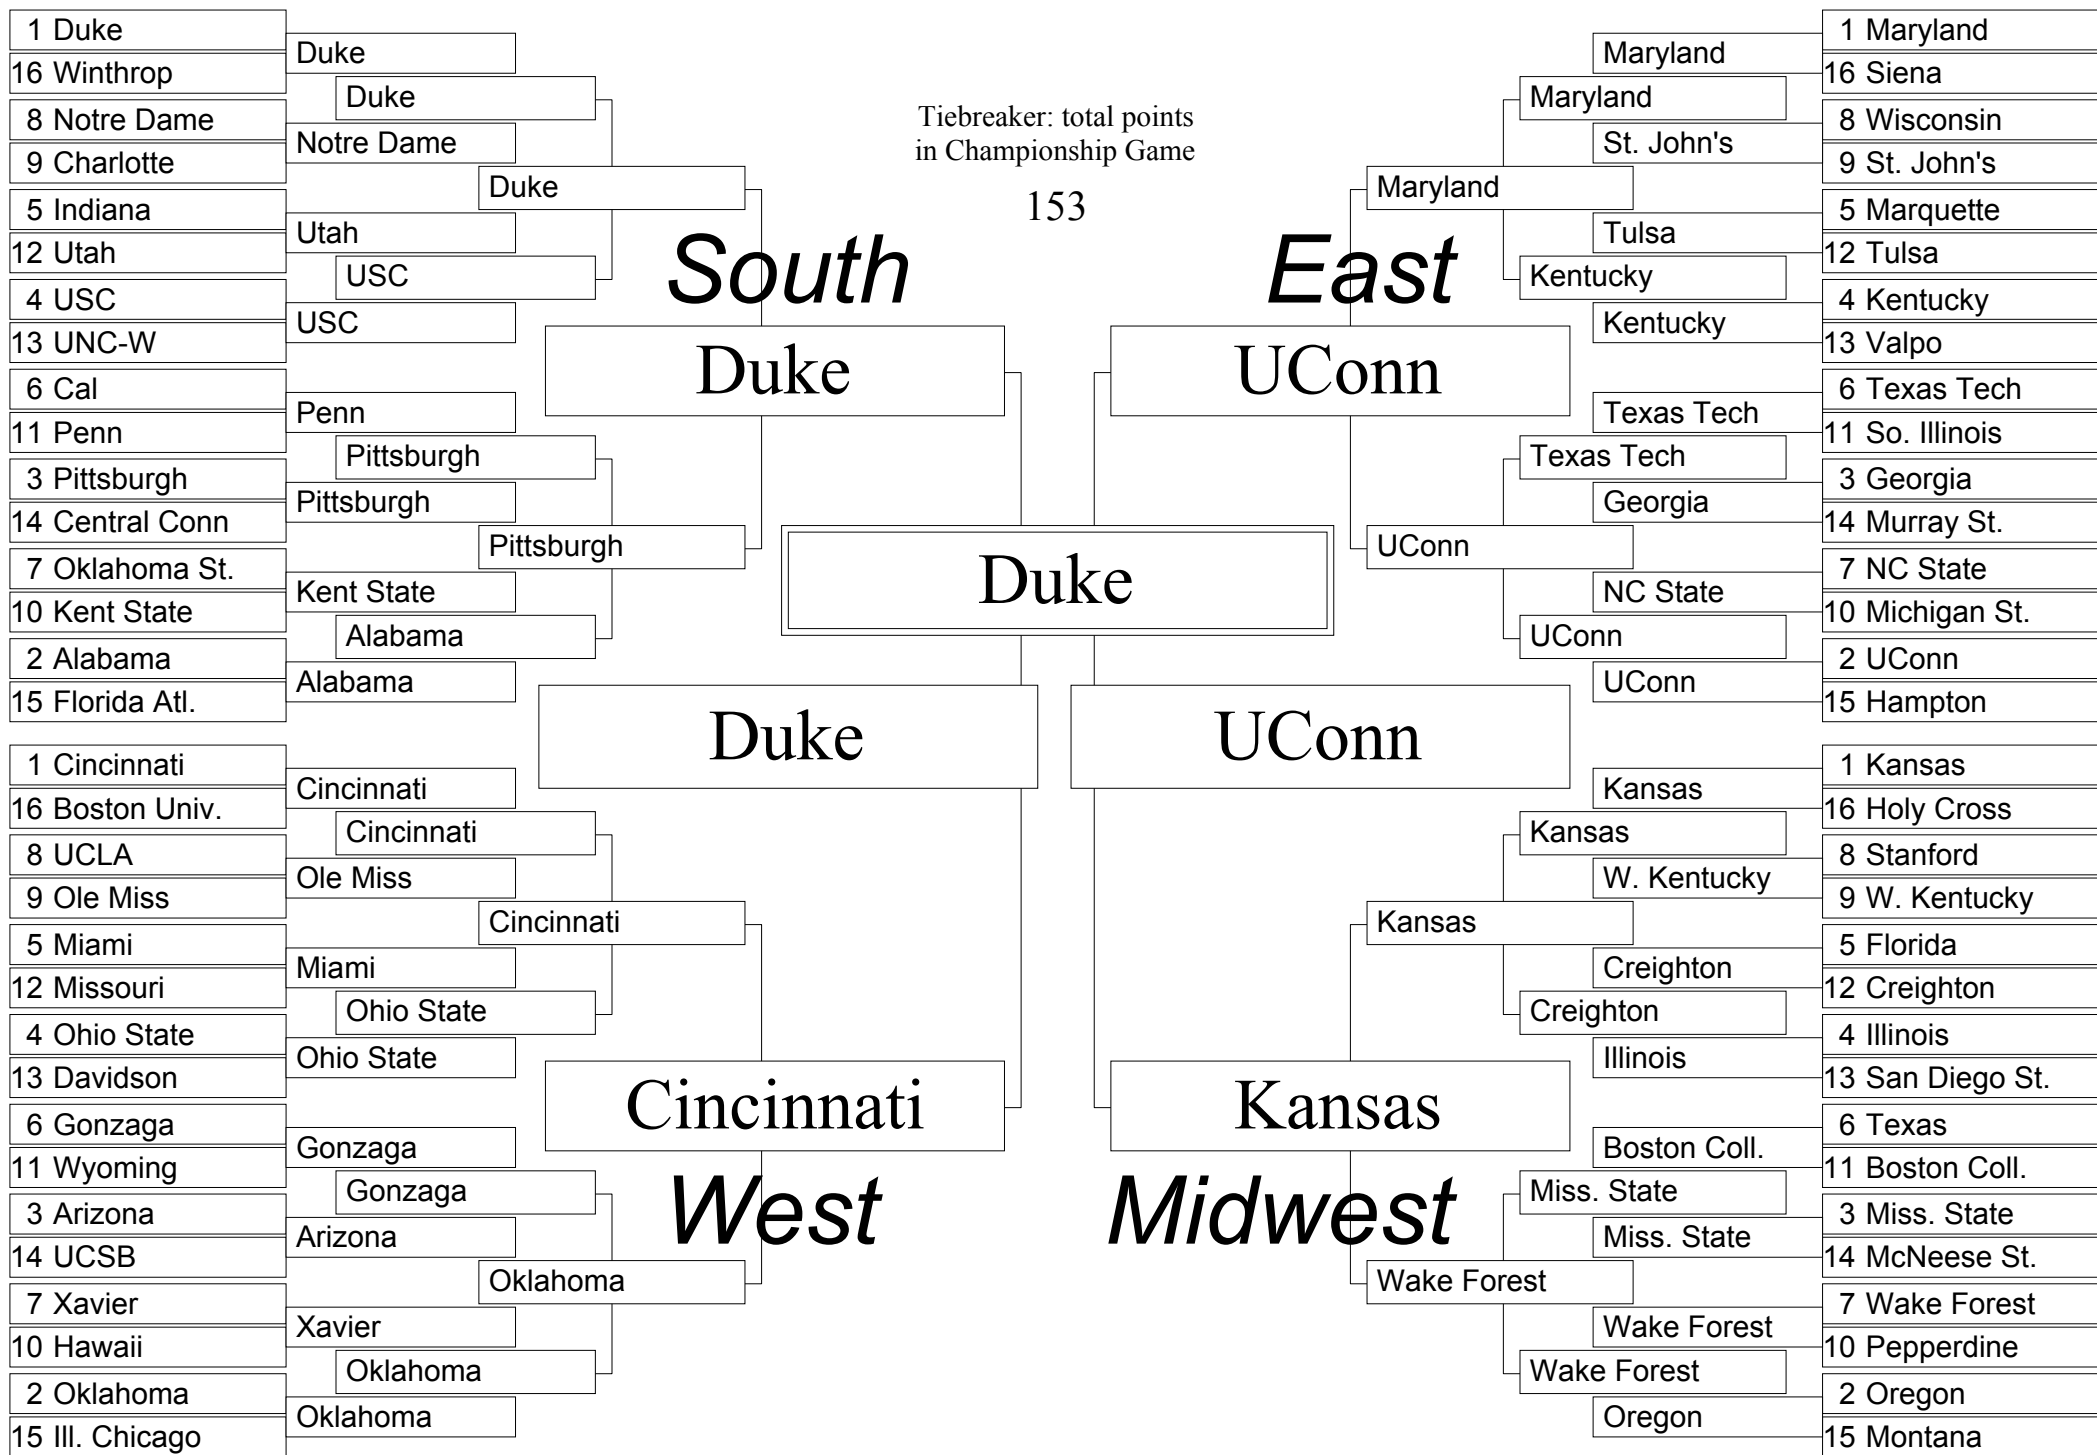 1 Duke
16 Winthrop
8 Notre Dame
9 Charlotte
5 Indiana
12 Utah
4 USC
13 UNC-W
6 Cal
11 Penn
3 Pittsburgh
14 Central Conn
7 Oklahoma St.
10 Kent State
2 Alabama
15 Florida Atl.
Duke
Notre Dame
Utah
USC
Penn
Pittsburgh
Kent State
Alabama
Duke
USC
Pittsburgh
Alabama
Duke
Pittsburgh
South
Duke
1 Cincinnati
16 Boston Univ.
8 UCLA
9 Ole Miss
5 Miami
12 Missouri
4 Ohio State
13 Davidson
6 Gonzaga
11 Wyoming
3 Arizona
14 UCSB
7 Xavier
10 Hawaii
2 Oklahoma
15 Ill. Chicago
Cincinnati
Ole Miss
Miami
Ohio State
Gonzaga
Arizona
Xavier
Oklahoma
Cincinnati
Ohio State
Gonzaga
Oklahoma
Cincinnati
Oklahoma
Cincinnati
West
Tiebreaker: total points
in Championship Game
153
Duke
Duke
UConn
East
UConn
Maryland
UConn
Maryland
Kentucky
Texas Tech
UConn
Maryland
St. John's
Tulsa
Kentucky
Texas Tech
Georgia
NC State
UConn
1 Maryland
16 Siena
8 Wisconsin
9 St. John's
5 Marquette
12 Tulsa
4 Kentucky
13 Valpo
6 Texas Tech
11 So. Illinois
3 Georgia
14 Murray St.
7 NC State
10 Michigan St.
2 UConn
15 Hampton
Kansas
Midwest
Kansas
Wake Forest
Kansas
Creighton
Miss. State
Wake Forest
Kansas
W. Kentucky
Creighton
Illinois
Boston Coll.
Miss. State
Wake Forest
Oregon
1 Kansas
16 Holy Cross
8 Stanford
9 W. Kentucky
5 Florida
12 Creighton
4 Illinois
13 San Diego St.
6 Texas
11 Boston Coll.
3 Miss. State
14 McNeese St.
7 Wake Forest
10 Pepperdine
2 Oregon
15 Montana